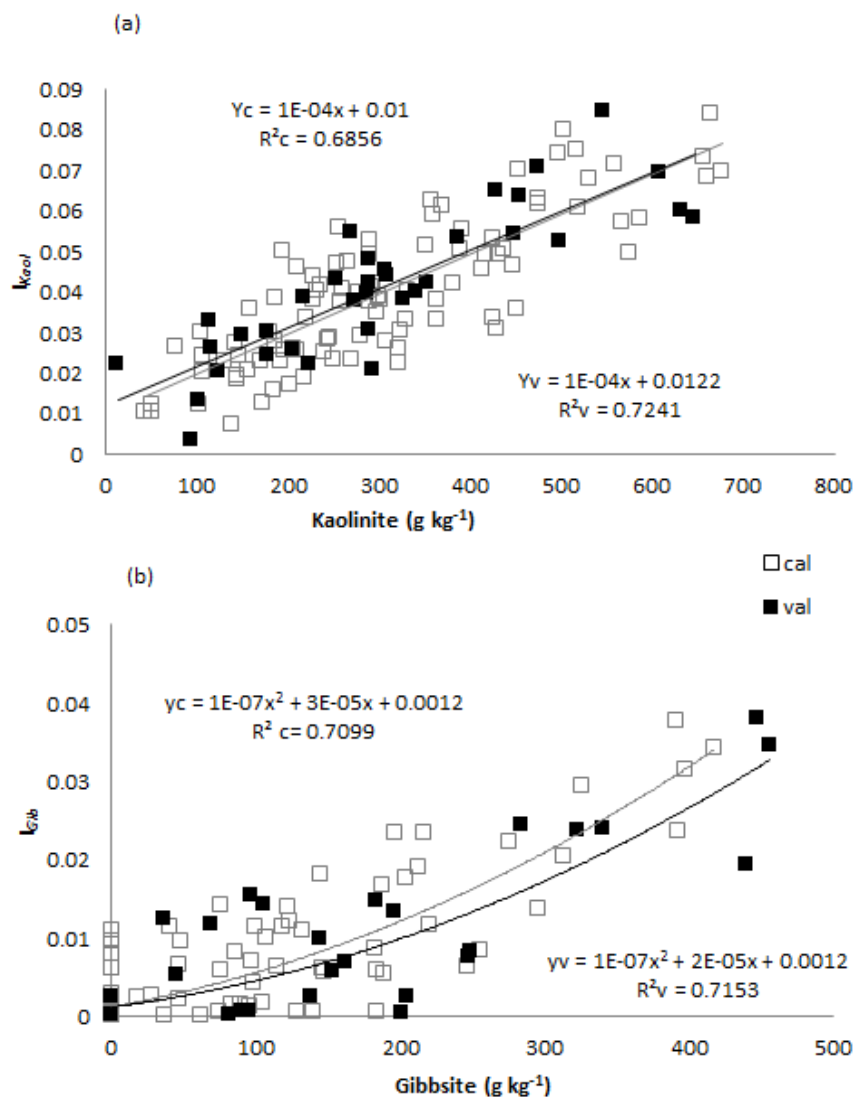 (a)
0.09
0.08
0.07
0.06
0.05
0.04
0.03
0.02
0.01
0
I_Kaol
Yc = 1E-04x + 0.01
R²c = 0.6856
Yv = 1E-04x + 0.0122
R²v = 0.7241
0 100 200 300 400 500 600 700 800
Kaolinite (g kg⁻¹)
(b)
cal
val
0.05
0.04
0.03
0.02
0.01
0
I_Gib
yc = 1E-07x² + 3E-05x + 0.0012
R² c= 0.7099
yv = 1E-07x² + 2E-05x + 0.0012
R²v = 0.7153
0 100 200 300 400 500
Gibbsite (g kg⁻¹)